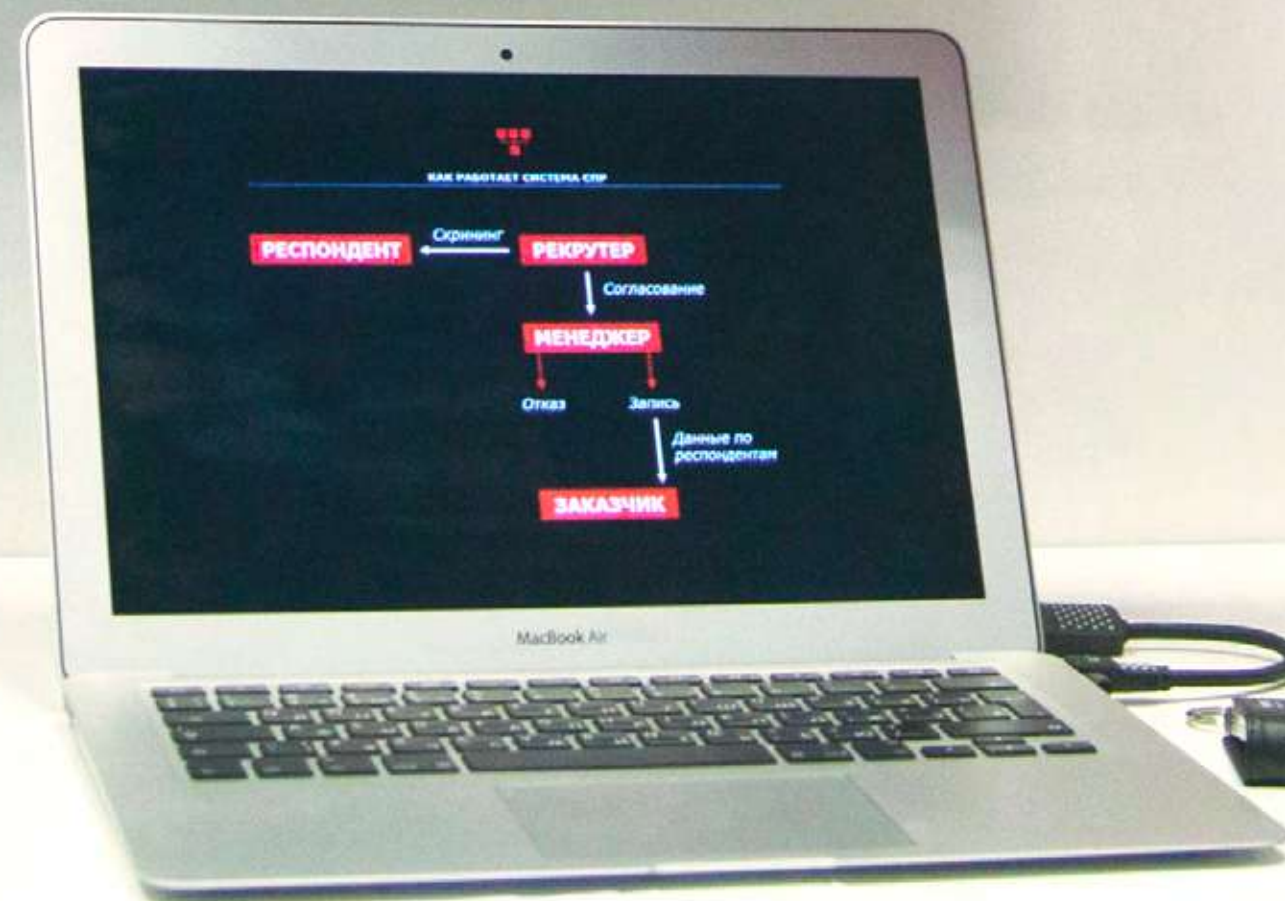 КАК РАБОТАЕТ СИСТЕМА СПР
РЕСПОНДЕНТ
Скрининг
РЕКРУТЕР
Согласование
МЕНЕДЖЕР
Отказ
Запись
Данные по
респондентам
ЗАКАЗЧИК
MacBook Air